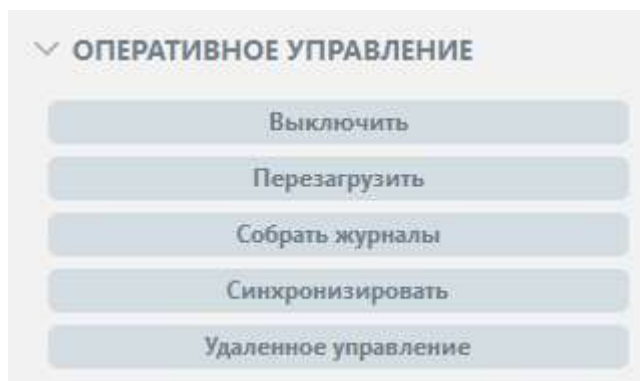 ОПЕРАТИВНОЕ УПРАВЛЕНИЕ
Выключить
Перезагрузить
Собрать журналы
Синхронизировать
Удаленное управление